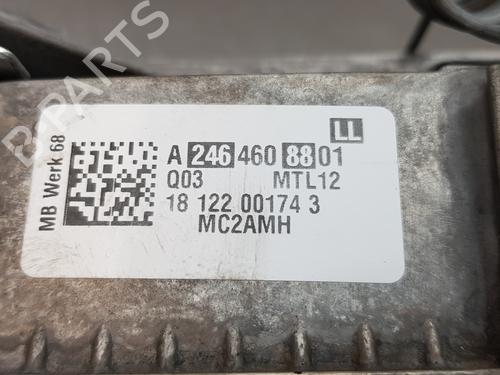 LL
MB Werk 68
A 246 460 88 01
Q03 MTL12
18 122 00174 3
MC2AMH
B-PARTS